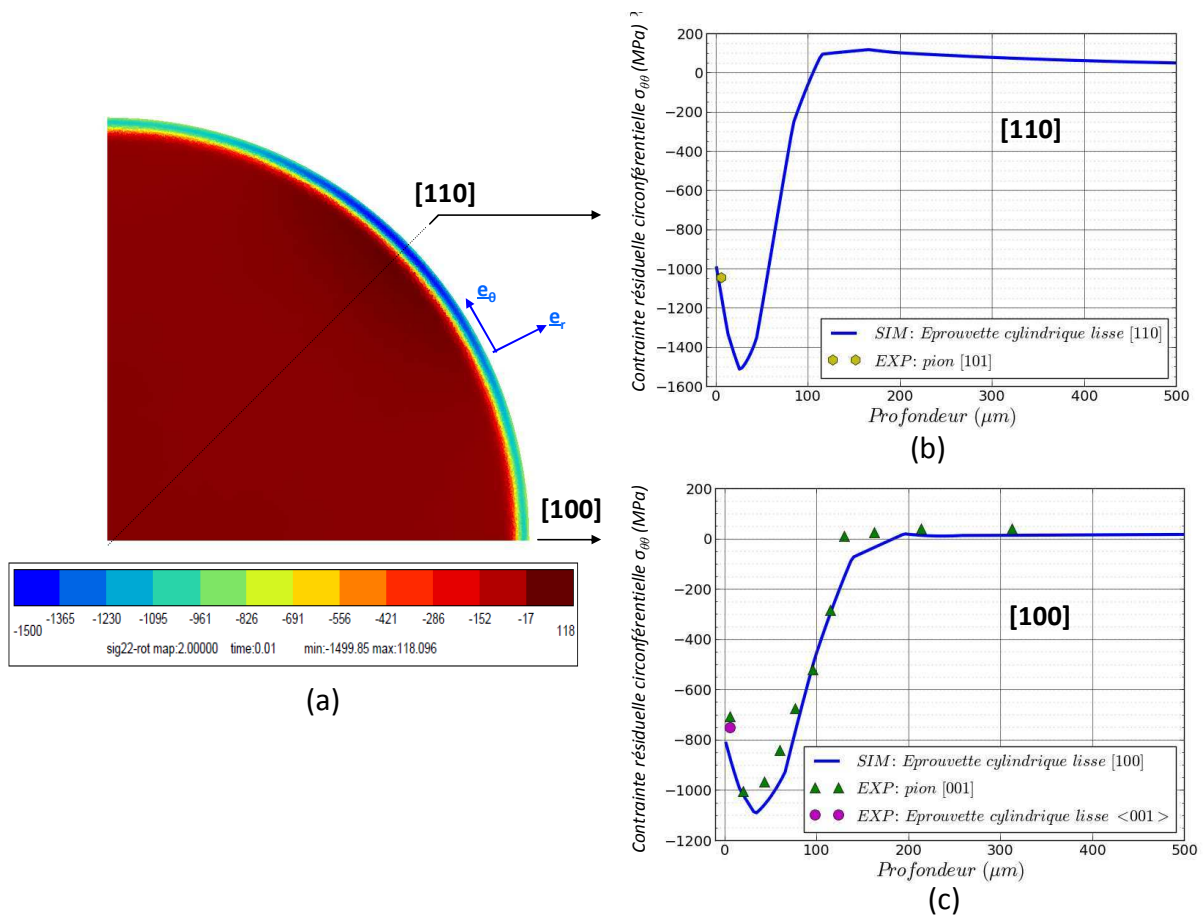 [110]
e_θ
e_r
[100]
-1500 -1365 -1230 -1095 -961 -826 -691 -556 -421 -286 -152 -17 118
sig22-rot map:2.00000 time:0.01 min:-1499.85 max:118.096
(a)
Contrainte résiduelle circonférentielle σθθ (MPa)
200
0
−200
−400
−600
−800
−1000
−1200
−1400
−1600
[110]
SIM: Eprouvette cylindrique lisse [110]
EXP: pion [101]
0 100 200 300 400 500
Profondeur (μm)
(b)
Contrainte résiduelle circonférentielle σθθ (MPa)
200
0
−200
−400
−600
−800
−1000
−1200
[100]
SIM: Eprouvette cylindrique lisse [100]
EXP: pion [001]
EXP: Eprouvette cylindrique lisse <001>
0 100 200 300 400 500
Profondeur (μm)
(c)